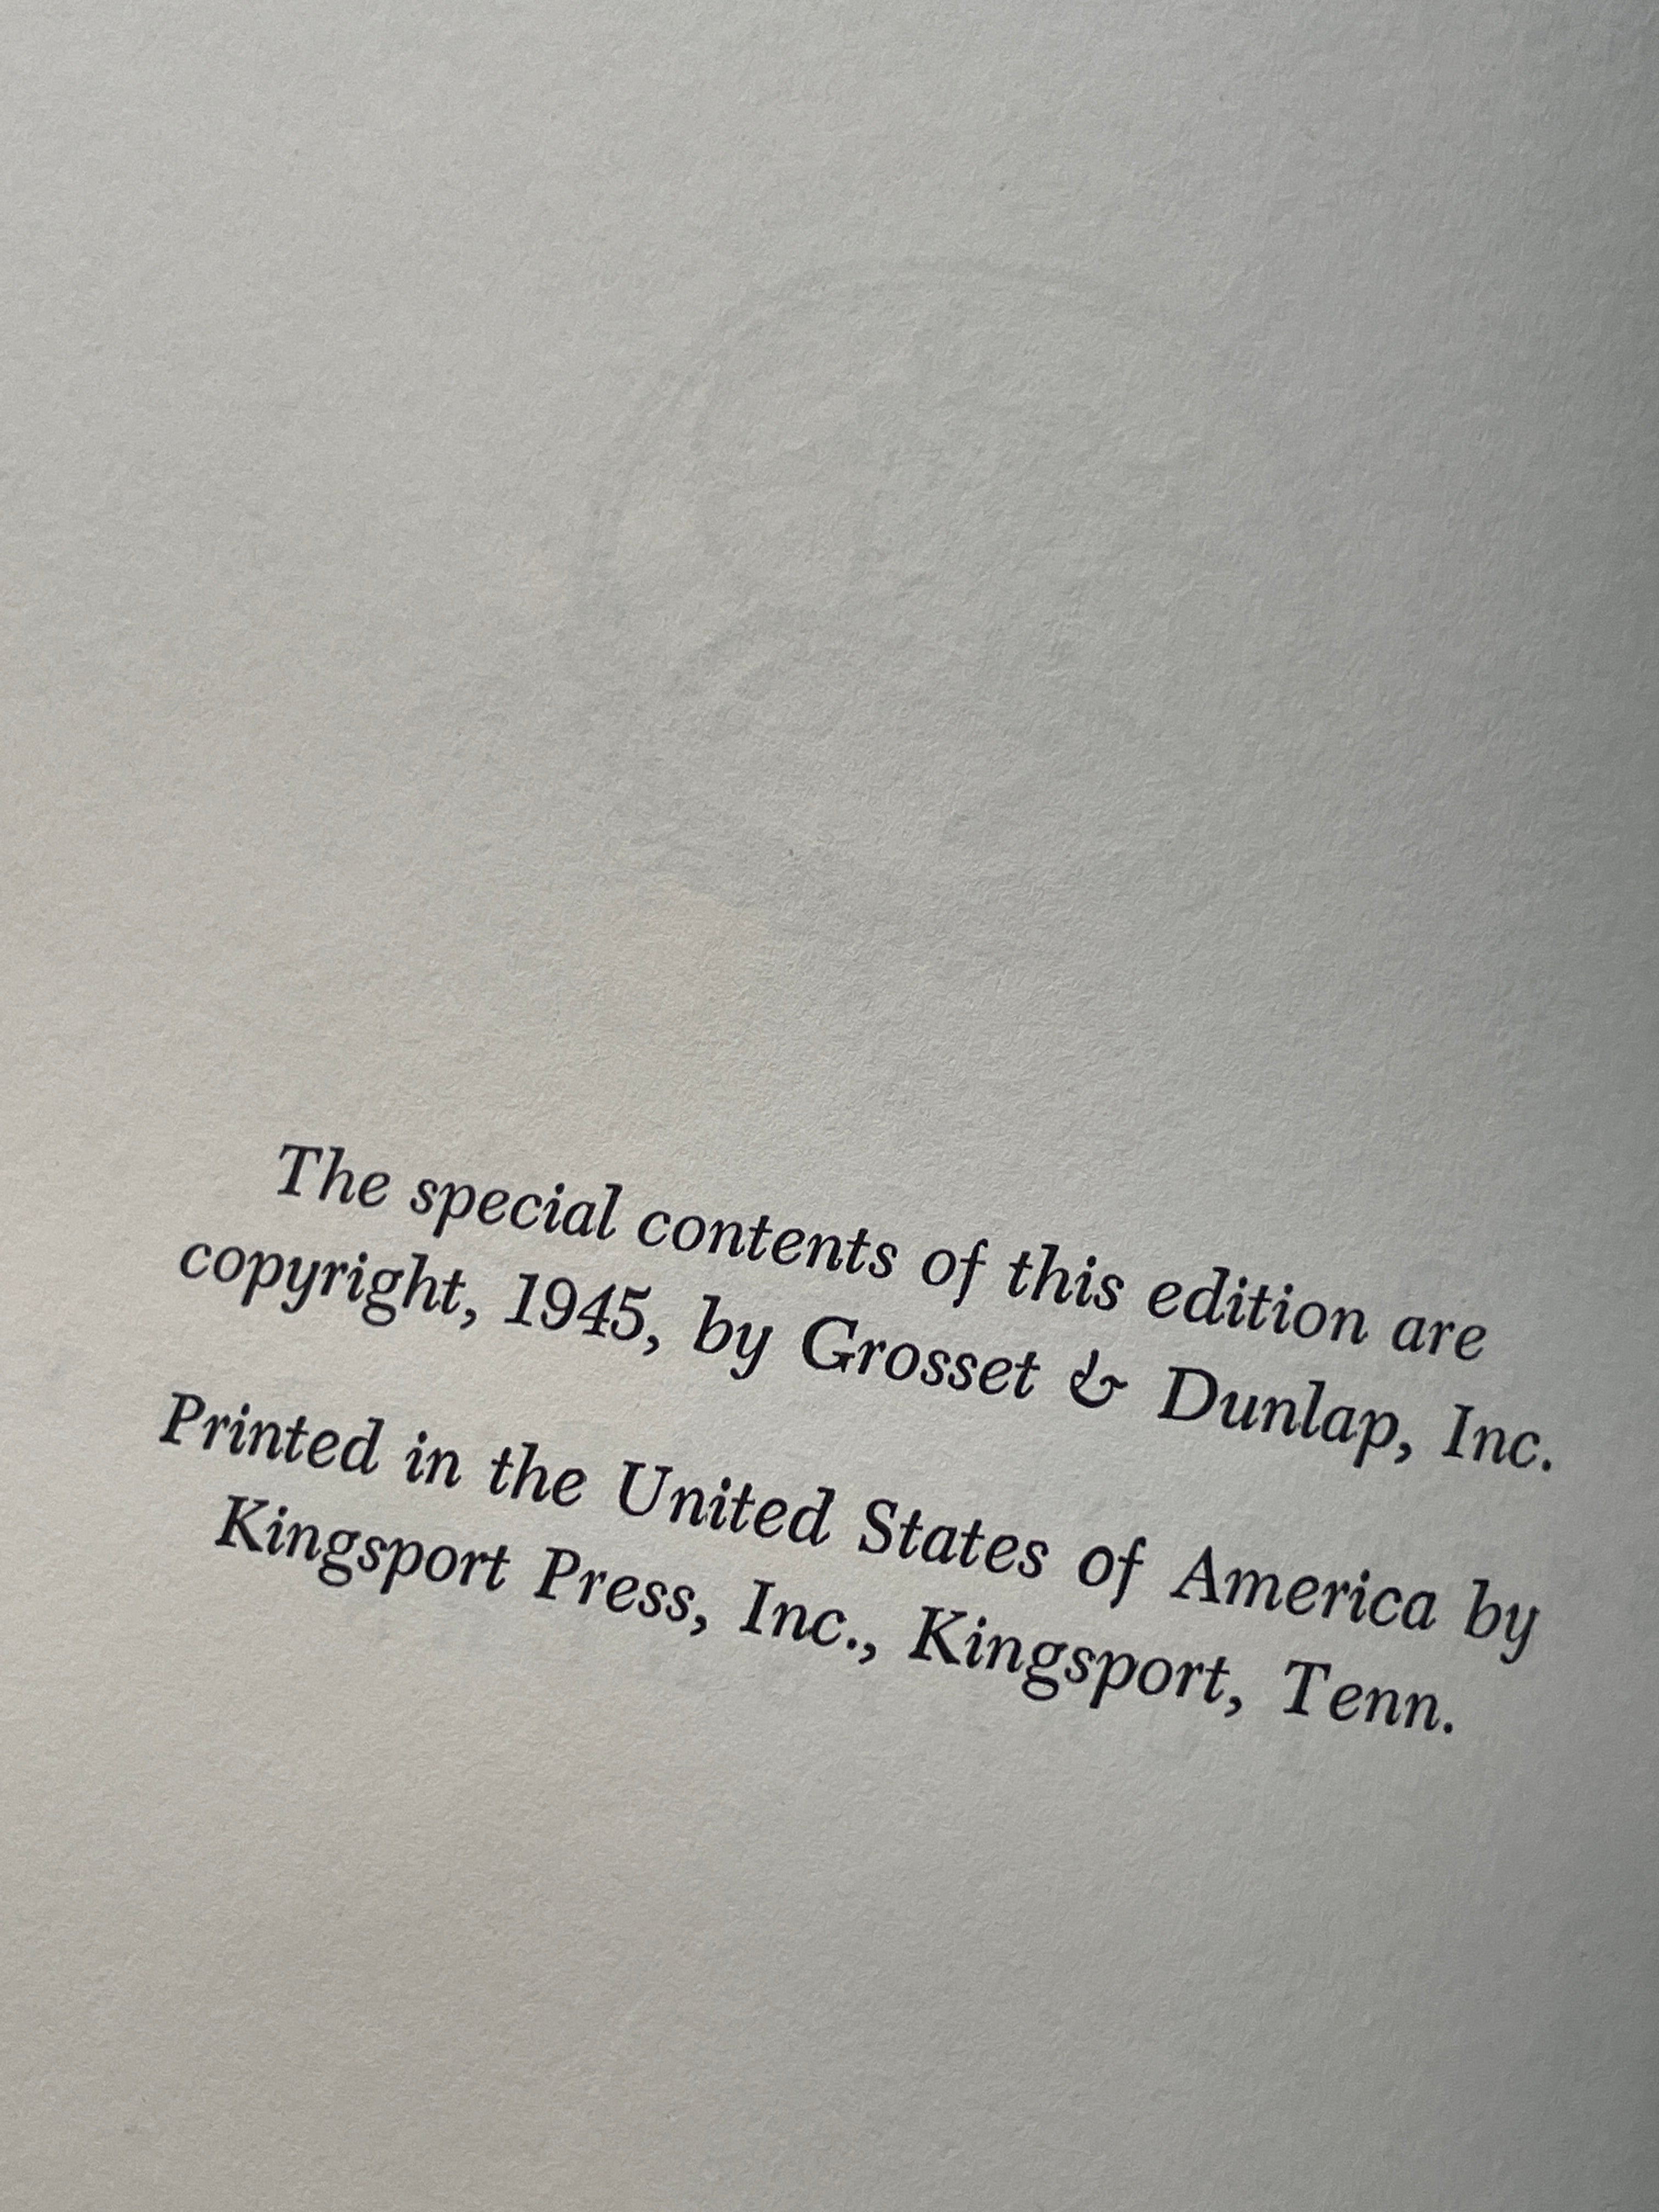 The special contents of this edition are
copyright, 1945, by Grosset & Dunlap, Inc.
Printed in the United States of America by
Kingsport Press, Inc., Kingsport, Tenn.